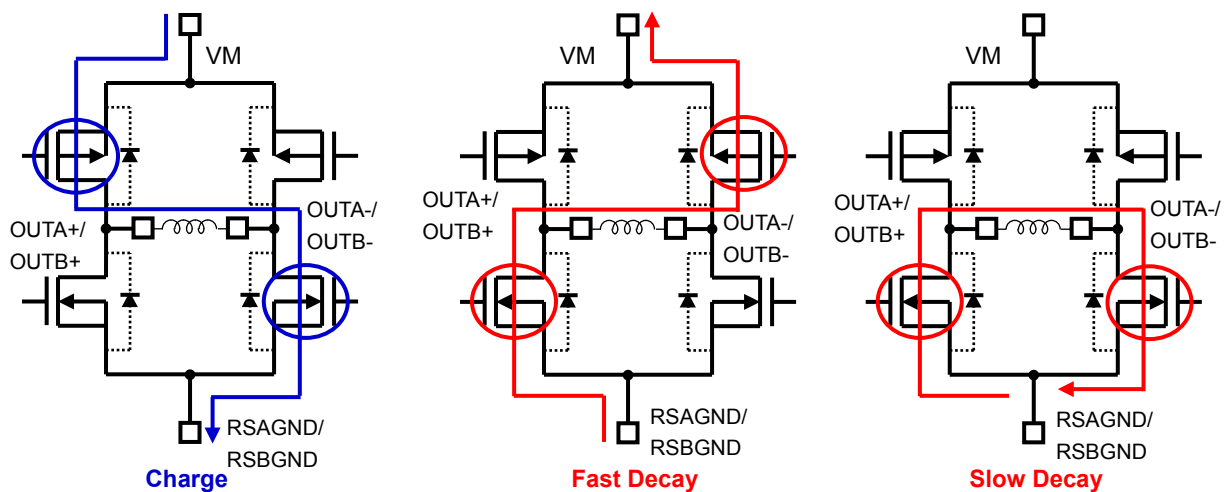 VM
OUTA+/
OUTB+
OUTA-/
OUTB-
RSAGND/
RSBGND
Charge
VM
OUTA+/
OUTB+
OUTA-/
OUTB-
RSAGND/
RSBGND
Fast Decay
VM
OUTA+/
OUTB+
OUTA-/
OUTB-
RSAGND/
RSBGND
Slow Decay